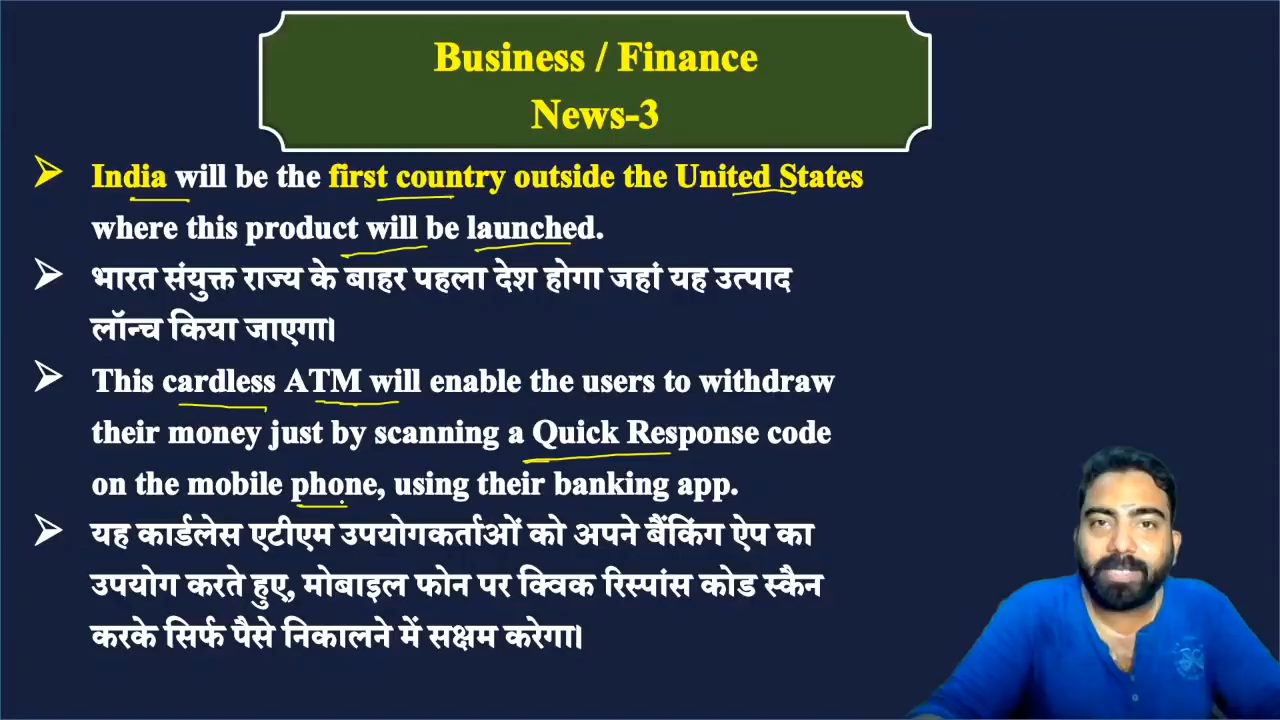 Business / Finance
News-3
India will be the first country outside the United States
where this product will be launched.
भारत संयुक्त राज्य के बाहर पहला देश होगा जहां यह उत्पाद
लॉन्च किया जाएगा।
This cardless ATM will enable the users to withdraw
their money just by scanning a Quick Response code
on the mobile phone, using their banking app.
यह कार्डलेस एटीएम उपयोगकर्ताओं को अपने बैंकिंग ऐप का
उपयोग करते हुए, मोबाइल फोन पर क्विक रिस्पांस कोड स्कैन
करके सिर्फ पैसे निकालने में सक्षम करेगा।